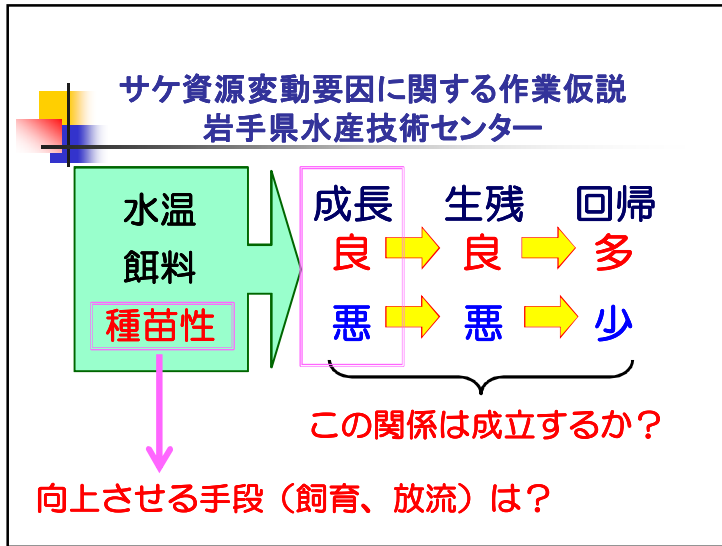 サケ資源変動要因に関する作業仮説
岩手県水産技術センター
水温
餌料
種苗性
成長 生残 回帰
良 良 多
悪 悪 少
この関係は成立するか？
向上させる手段（飼育、放流）は？